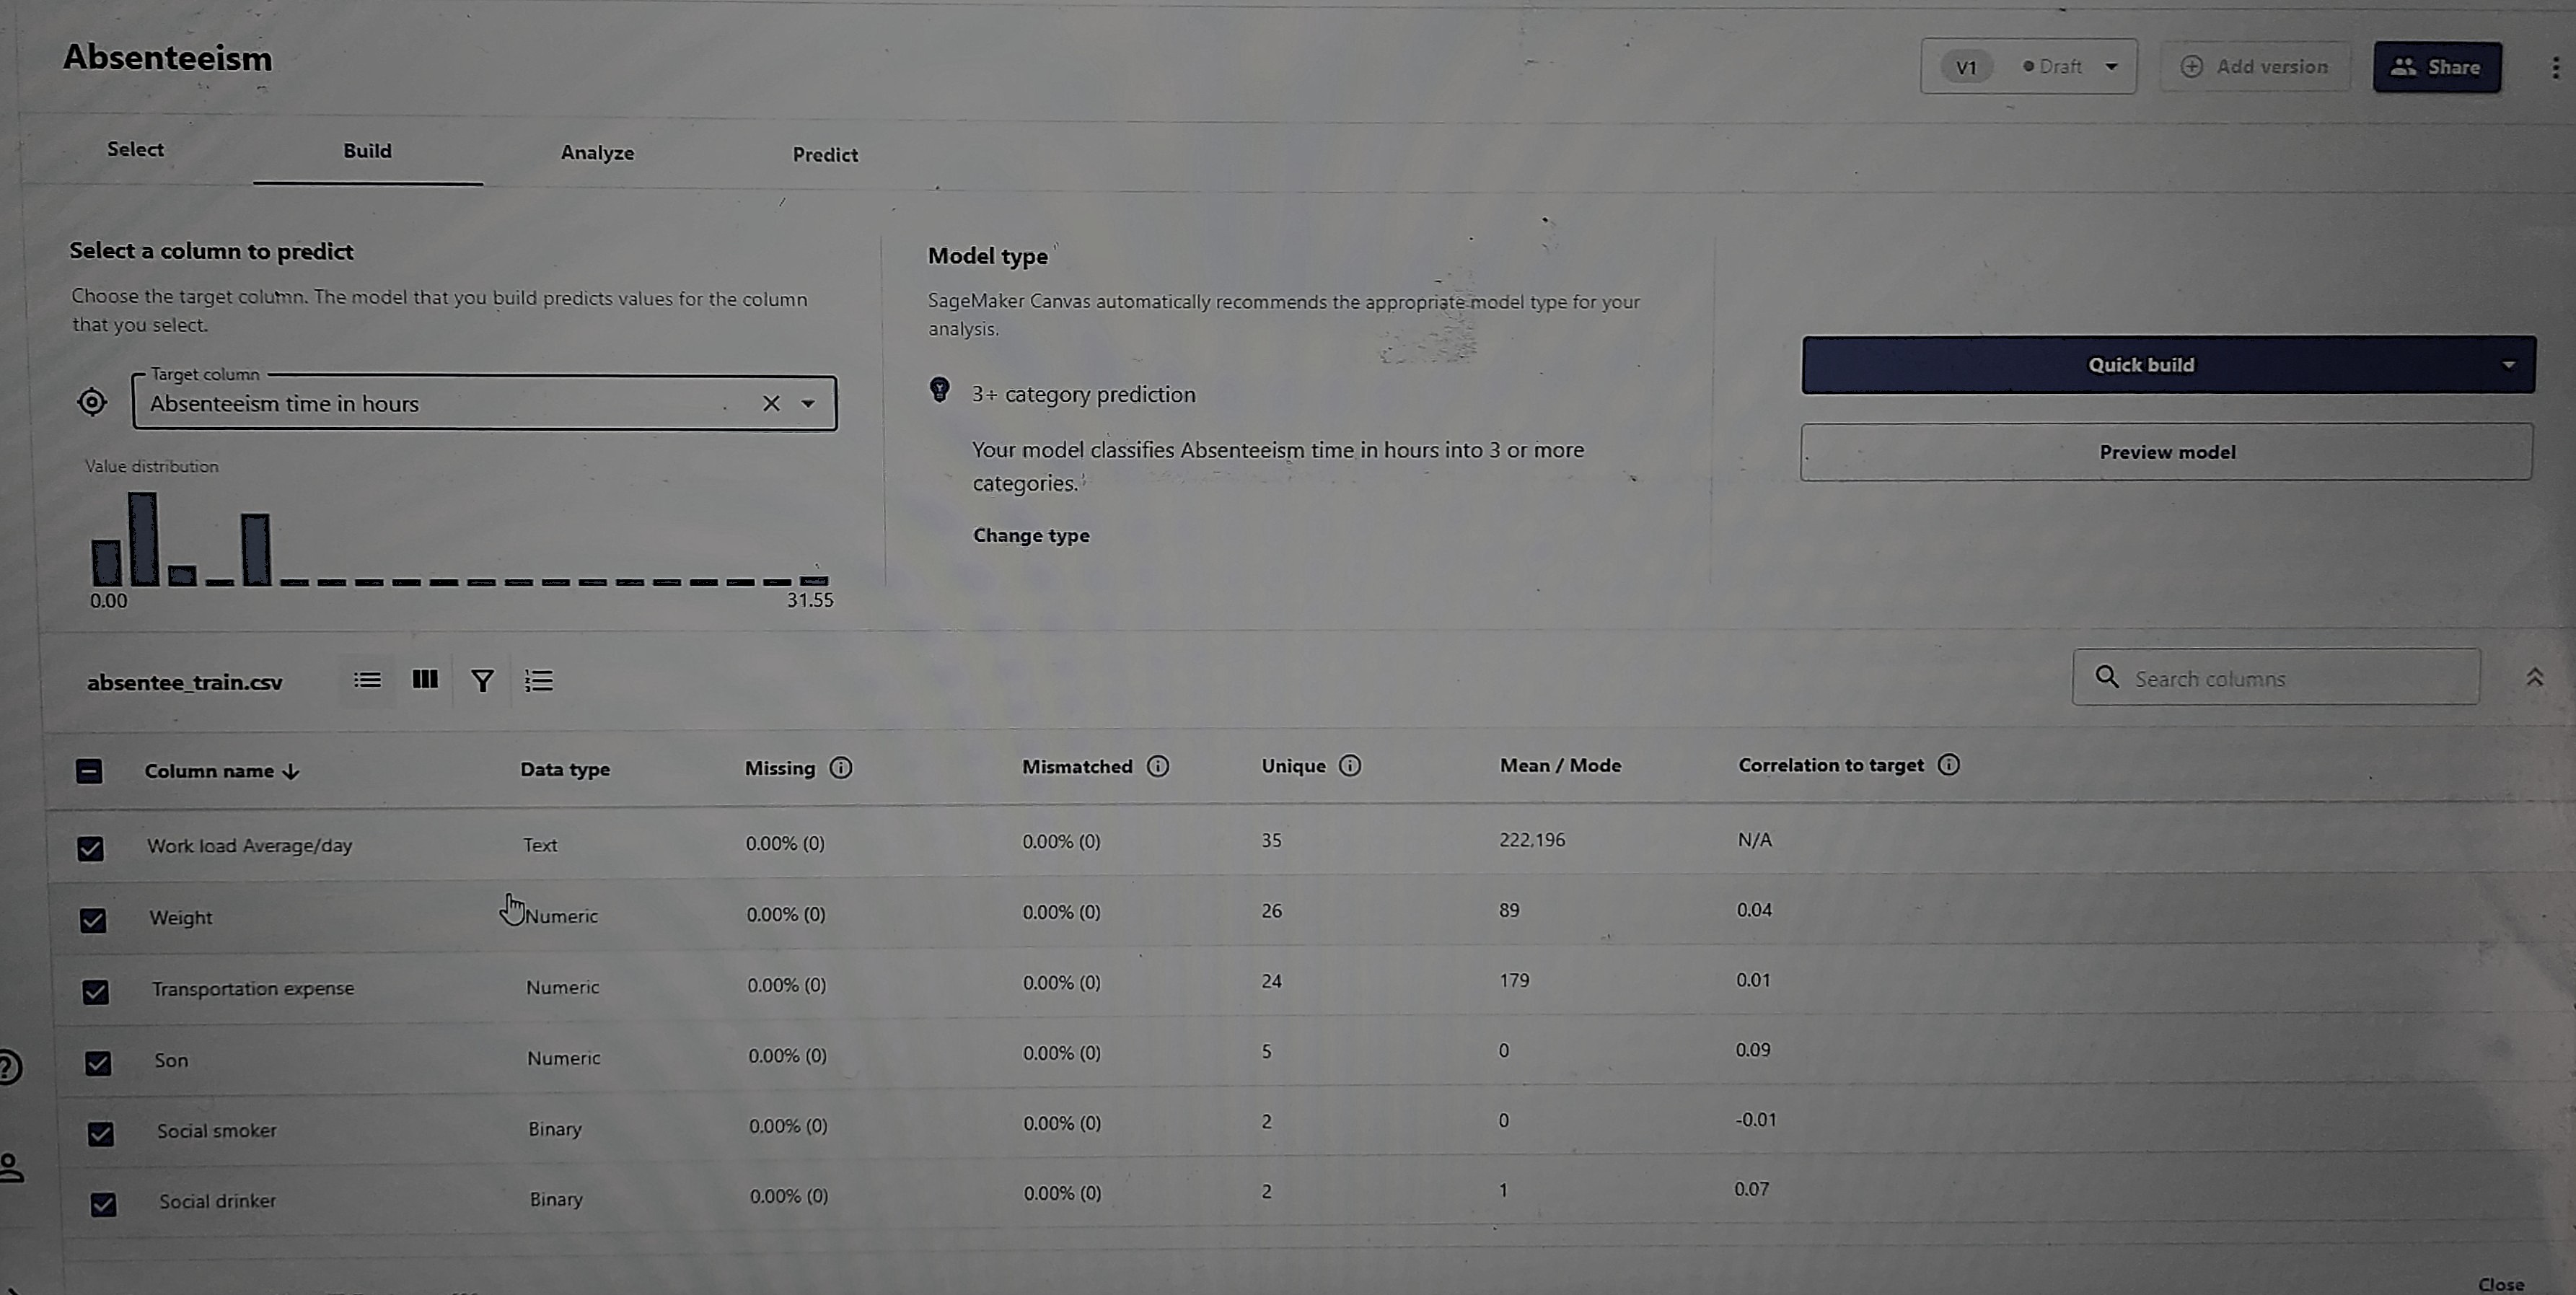 Absenteeism
V1 Draft Add version Share
Select Build Analyze Predict
Select a column to predict
Choose the target column. The model that you build predicts values for the column
that you select.
Target column
Absenteeism time in hours
Value distribution
0.00 31.55
Model type
SageMaker Canvas automatically recommends the appropriate model type for your
analysis.
3+ category prediction
Your model classifies Absenteeism time in hours into 3 or more
categories.
Change type
Quick build
Preview model
absentee_train.csv
Search columns
Column name Data type Missing Mismatched Unique Mean / Mode Correlation to target
Work load Average/day Text 0.00% (0) 0.00% (0) 35 222,196 N/A
Weight Numeric 0.00% (0) 0.00% (0) 26 89 0.04
Transportation expense Numeric 0.00% (0) 0.00% (0) 24 179 0.01
Son Numeric 0.00% (0) 0.00% (0) 5 0 0.09
Social smoker Binary 0.00% (0) 0.00% (0) 2 0 -0.01
Social drinker Binary 0.00% (0) 0.00% (0) 2 1 0.07
Close